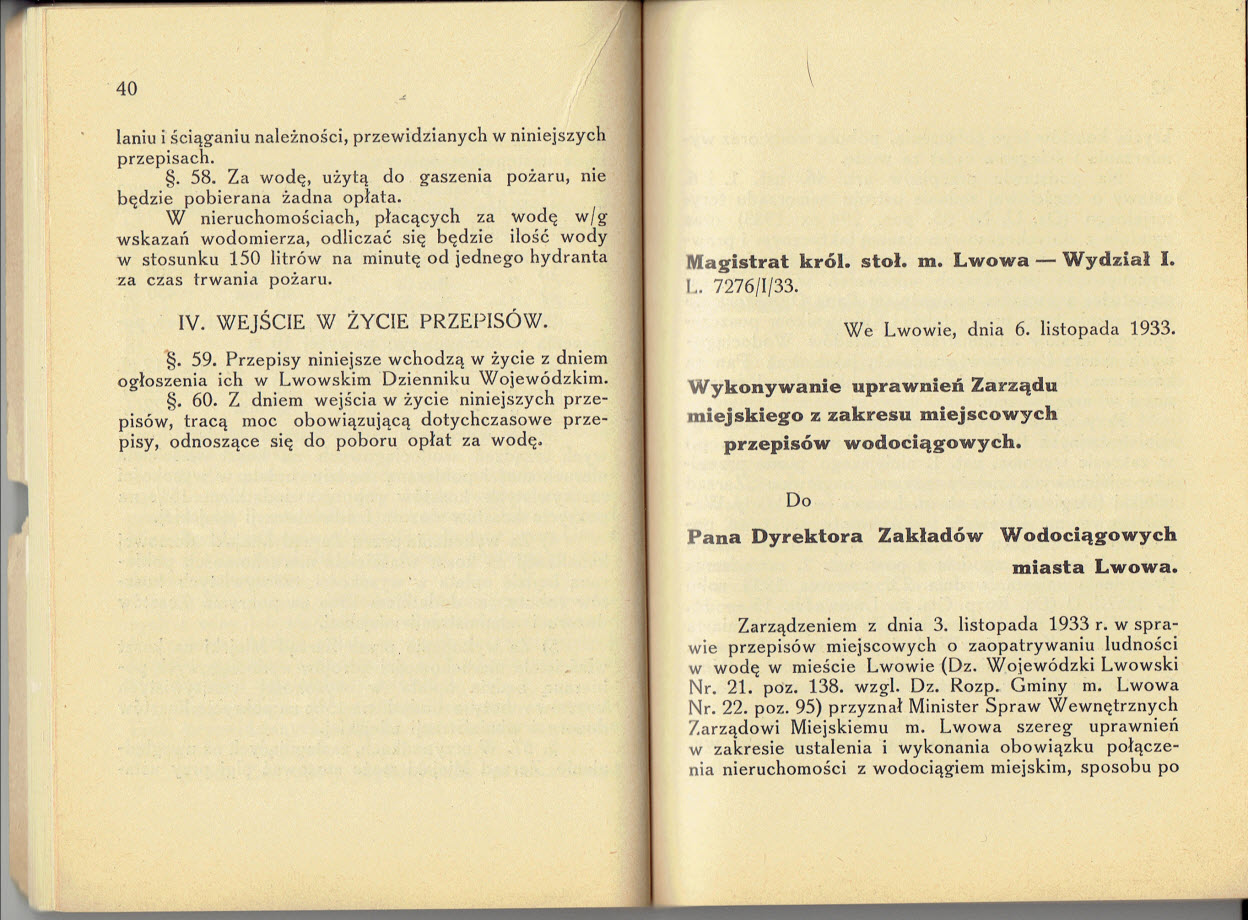 40
laniu i ściąganiu należności, przewidzianych w niniejszych
przepisach.
§. 58. Za wodę, użytą do gaszenia pożaru, nie
będzie pobierana żadna opłata.
W nieruchomościach, płacących za wodę w/g
wskazań wodomierza, odliczać się będzie ilość wody
w stosunku 150 litrów na minutę od jednego hydranta
za czas trwania pożaru.
IV. WEJŚCIE W ŻYCIE PRZEPISÓW.
§. 59. Przepisy niniejsze wchodzą w życie z dniem
ogłoszenia ich w Lwowskim Dzienniku Wojewódzkim.
§. 60. Z dniem wejścia w życie niniejszych prze-
pisów, tracą moc obowiązującą dotychczasowe prze-
pisy, odnoszące się do poboru opłat za wodę.
Magistrat król. stoł. m. Lwowa — Wydział I.
L. 7276/I/33.
We Lwowie, dnia 6. listopada 1933.
Wykonywanie uprawnień Zarządu
miejskiego z zakresu miejscowych
przepisów wodociągowych.
Do
Pana Dyrektora Zakładów Wodociągowych
miasta Lwowa.
Zarządzeniem z dnia 3. listopada 1933 r. w spra-
wie przepisów miejscowych o zaopatrywaniu ludności
w wodę w mieście Lwowie (Dz. Wojewódzki Lwowski
Nr. 21. poz. 138. wzgl. Dz. Rozp. Gminy m. Lwowa
Nr. 22. poz. 95) przyznał Minister Spraw Wewnętrznych
Zarządowi Miejskiemu m. Lwowa szereg uprawnień
w zakresie ustalenia i wykonania obowiązku połącze-
nia nieruchomości z wodociągiem miejskim, sposobu po